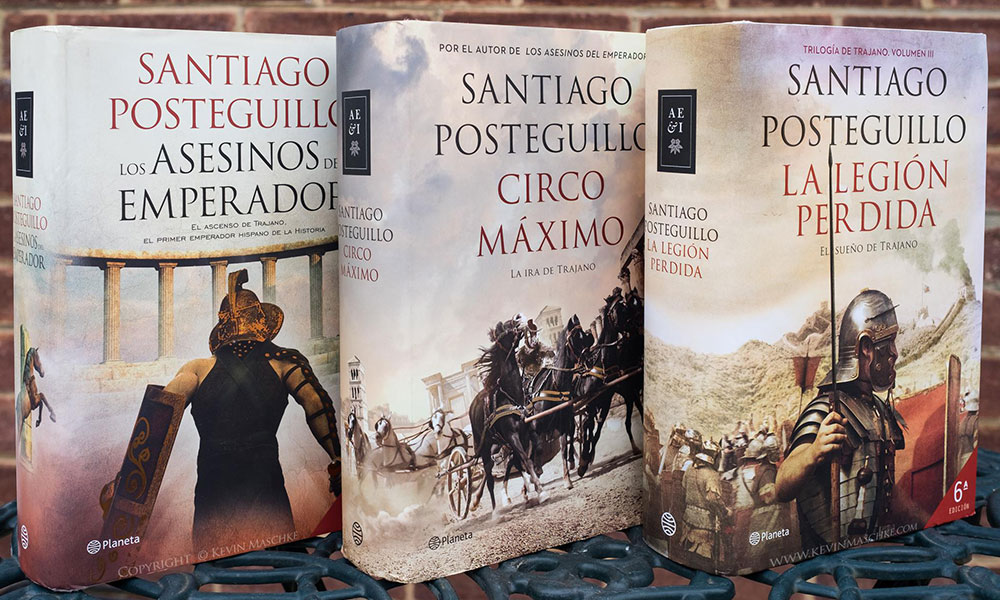 AE
&I
SANTIAGO
POSTEGUILLO
EMPERADOR
SANTIAGO
POSTEGUILLO
LOS ASESINOS DEL
EMPERADOR
EL ASCENSO DE TRAJANO,
EL PRIMER EMPERADOR HISPANO DE LA HISTORIA
Planeta
COPYRIGHT © KEVIN MASCHKE
AE
&I
SANTIAGO
POSTEGUILLO
CIRCO
MÁXIMO
POR EL AUTOR DE LOS ASESINOS DEL EMPERADOR
SANTIAGO
POSTEGUILLO
CIRCO
MÁXIMO
LA IRA DE TRAJANO
Planeta
AE
&I
SANTIAGO
POSTEGUILLO
LA LEGIÓN
PERDIDA
TRILOGÍA DE TRAJANO. VOLUMEN III
SANTIAGO
POSTEGUILLO
LA LEGIÓN
PERDIDA
EL SUEÑO DE TRAJANO
6ª
EDICIÓN
Planeta
WWW.KEVINMASCHKE.COM